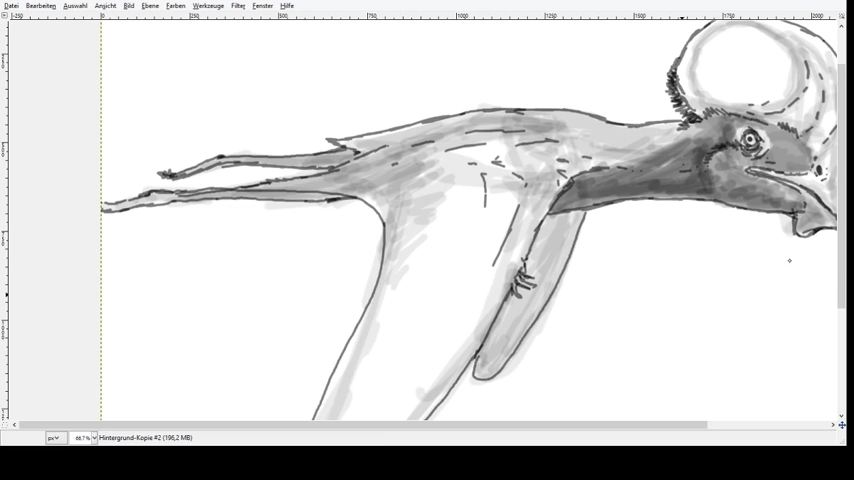 Datei Bearbeiten Auswahl Ansicht Bild Ebene Farben Werkzeuge Filter Fenster Hilfe
-250 0 250 500 750 1000 1250 1500 1750 2000
px 66,7 % Hintergrund-Kopie #2 (196,2 MB)